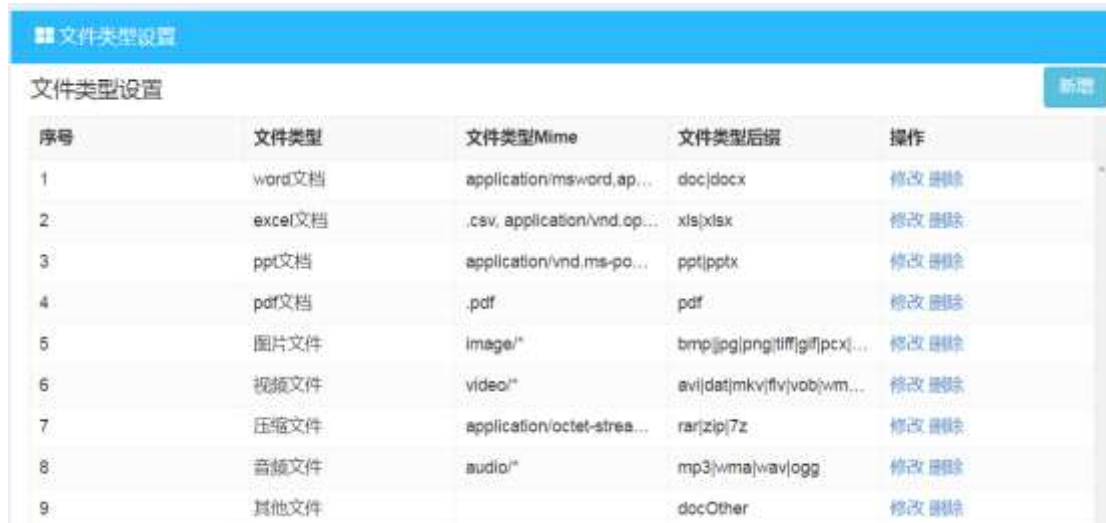 文件类型设置
文件类型设置 新增
序号 文件类型 文件类型Mime 文件类型后缀 操作
1 word文档 application/msword,ap... doc|docx 修改 删除
2 excel文档 .csv, application/vnd.op... xls|xlsx 修改 删除
3 ppt文档 application/vnd.ms-po... ppt|pptx 修改 删除
4 pdf文档 .pdf pdf 修改 删除
5 图片文件 image/* bmp|jpg|png|tiff|gif|pcx|... 修改 删除
6 视频文件 video/* avi|dat|mkv|flv|vob|wm... 修改 删除
7 压缩文件 application/octet-strea... rar|zip|7z 修改 删除
8 音频文件 audio/* mp3|wma|wav|ogg 修改 删除
9 其他文件 docOther 修改 删除